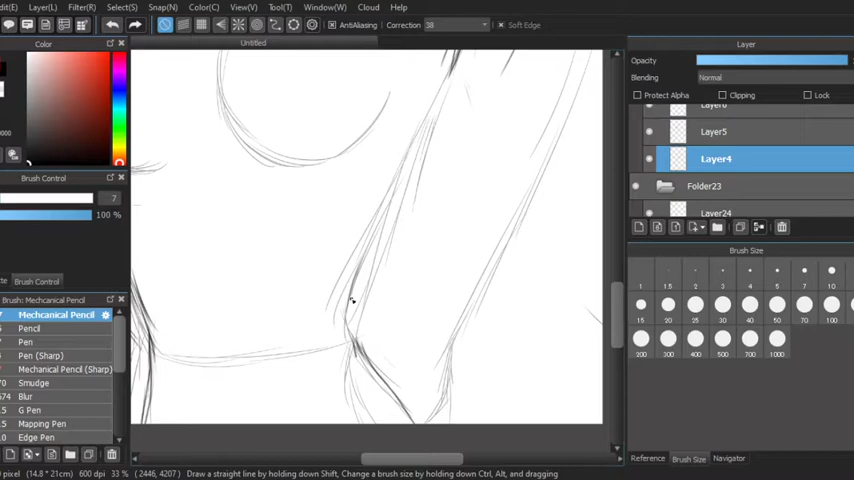 Layer(L) Filter(R) Select(S) Snap(N) Color(C) View(V) Tool(T) Window(W) Cloud Help
AntiAliasing Correction 38 Soft Edge
Color
0000
Brush Control
7
100 %
Brush Control
Brush: Mechcanical Pencil
Mechcanical Pencil
Pencil
Pen
Pen (Sharp)
Mechanical Pencil (Sharp)
70 Smudge
Blur
G Pen
Mapping Pen
Edge Pen
Untitled
Layer
Opacity
Blending Normal
Protect Alpha Clipping Lock
Layer6
Layer5
Layer4
Folder23
Layer24
Brush Size
1 1.5 2 3 4 5 7 10
15 20 25 30 40 50 70 100
200 300 400 500 700 1000
Reference Brush Size Navigator
pixel (14.8 * 21cm) 600 dpi 33 % (2446, 4207) Draw a straight line by holding down Shift, Change a brush size by holding down Ctrl, Alt, and dragging